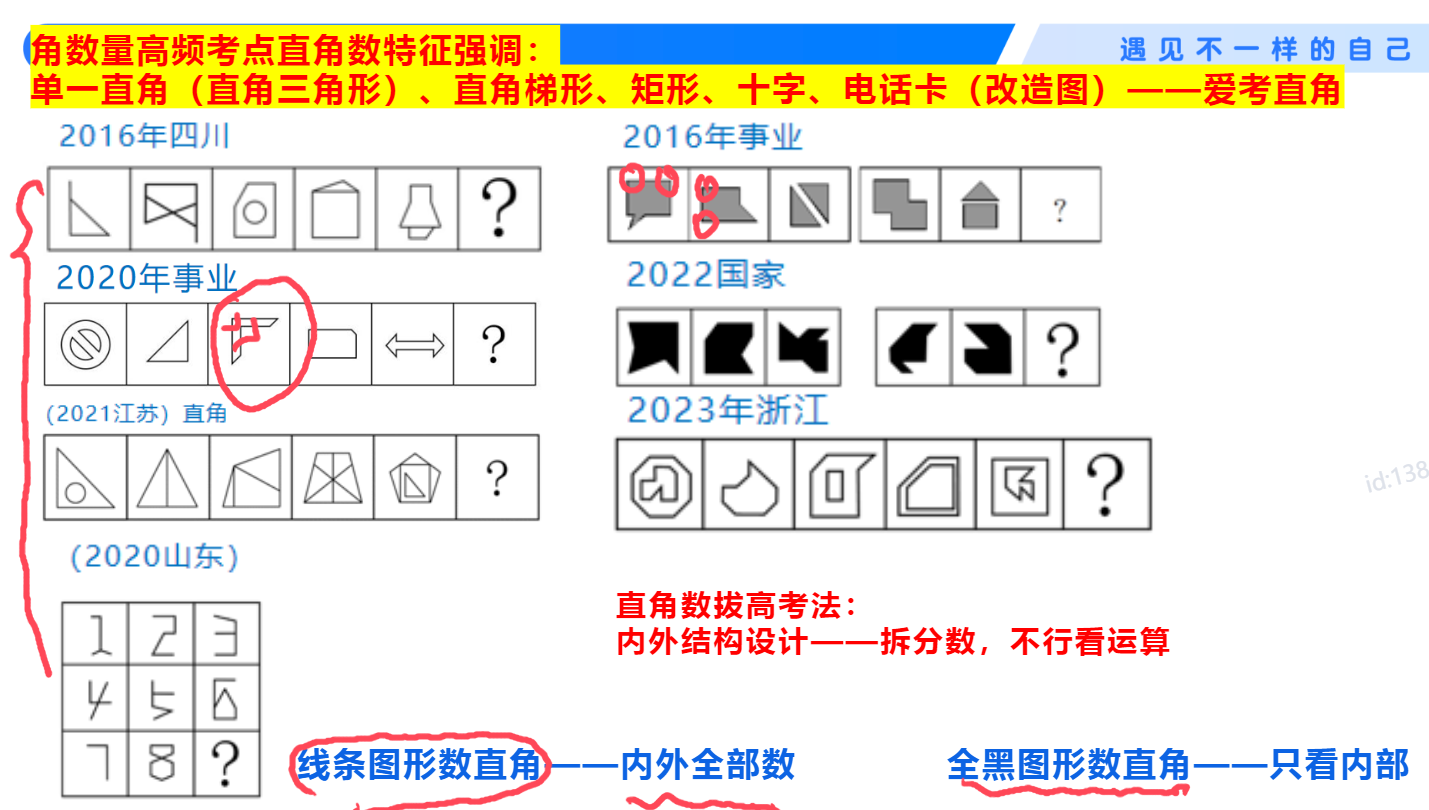 遇见不一样的自己
角数量高频考点直角数特征强调：
单一直角（直角三角形）、直角梯形、矩形、十字、电话卡（改造图）——爱考直角
2016年四川
?
2020年事业
?
(2021江苏) 直角
?
(2020山东)
1 2 3
4 5 6
7 8 ?
2016年事业
?
2022国家
?
2023年浙江
?
id:138
直角数拔高考法：
内外结构设计——拆分数，不行看运算
线条图形数直角——内外全部数
全黑图形数直角——只看内部